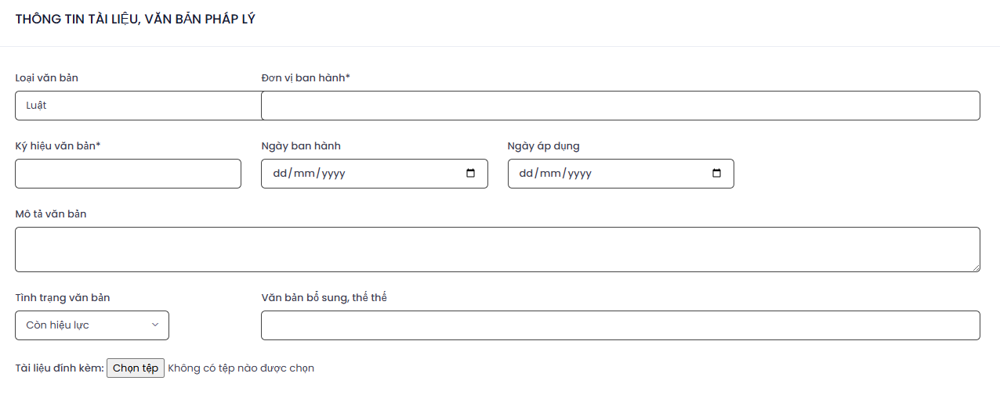 THÔNG TIN TÀI LIỆU, VĂN BẢN PHÁP LÝ
Loại văn bản Đơn vị ban hành*
Luật
Ký hiệu văn bản* Ngày ban hành Ngày áp dụng
dd/mm/yyyy dd/mm/yyyy
Mô tả văn bản
Tình trạng văn bản Văn bản bổ sung, thế thế
Còn hiệu lực
Tài liệu đính kèm: Chọn tệp Không có tệp nào được chọn